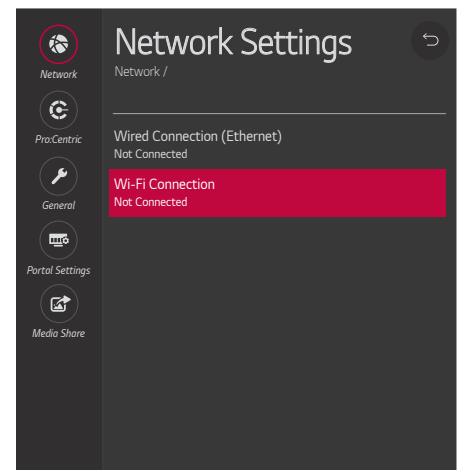 Network Settings
Network /
Network
Pro:Centric
General
Portal Settings
Media Share
Wired Connection (Ethernet)
Not Connected
Wi-Fi Connection
Not Connected